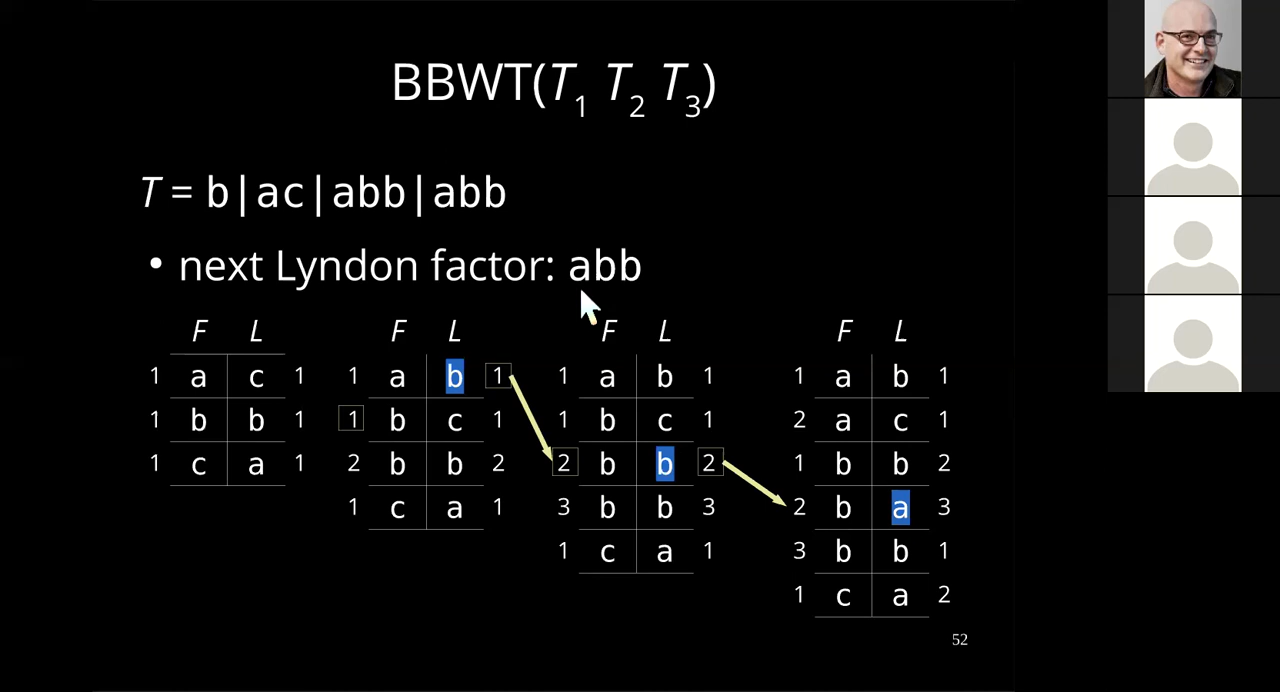 BBWT(T1 T2 T3)
T = b|ac|abb|abb
• next Lyndon factor: abb
F L F L F L F L
1 a c 1 1 a b 1 1 a b 1 1 a b 1
1 b b 1 1 b c 1 1 b c 1 2 a c 1
1 c a 1 2 b b 2 2 b b 2 1 b b 2
1 c a 1 3 b b 3 2 b a 3
1 c a 1 3 b b 1
1 c a 2
52